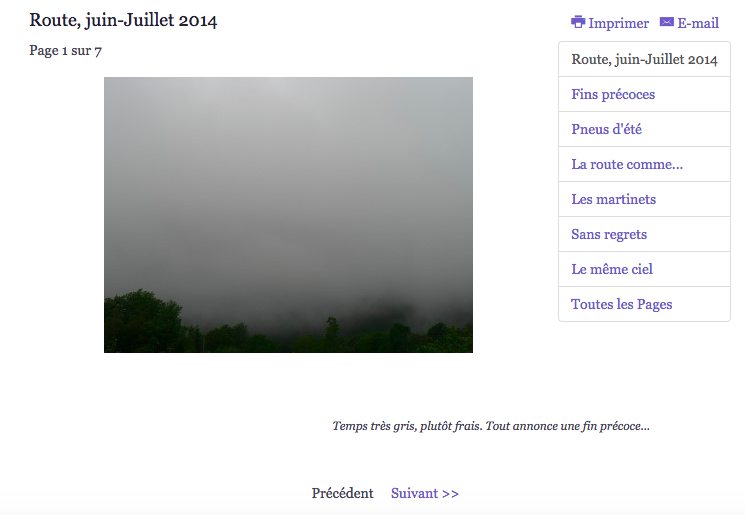 Route, juin-Juillet 2014
Imprimer E-mail
Page 1 sur 7
Route, juin-Juillet 2014
Fins précoces
Pneus d'été
La route comme...
Les martinets
Sans regrets
Le même ciel
Toutes les Pages
Temps très gris, plutôt frais. Tout annonce une fin précoce...
Précédent Suivant >>